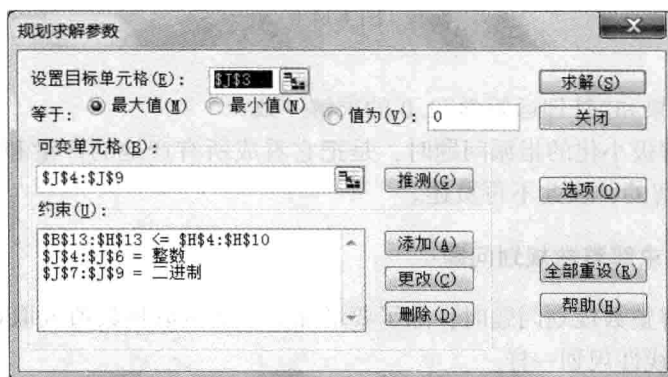 规划求解参数
设置目标单元格(E): $J$3 求解(S)
等于: 最大值(M) 最小值(N) 值为(V): 0 关闭
可变单元格(B):
$J$4:$J$9 推测(G) 选项(O)
约束(U):
$B$13:$H$13 <= $H$4:$H$10 添加(A)
$J$4:$J$6 = 整数 更改(C) 全部重设(R)
$J$7:$J$9 = 二进制 删除(D) 帮助(H)